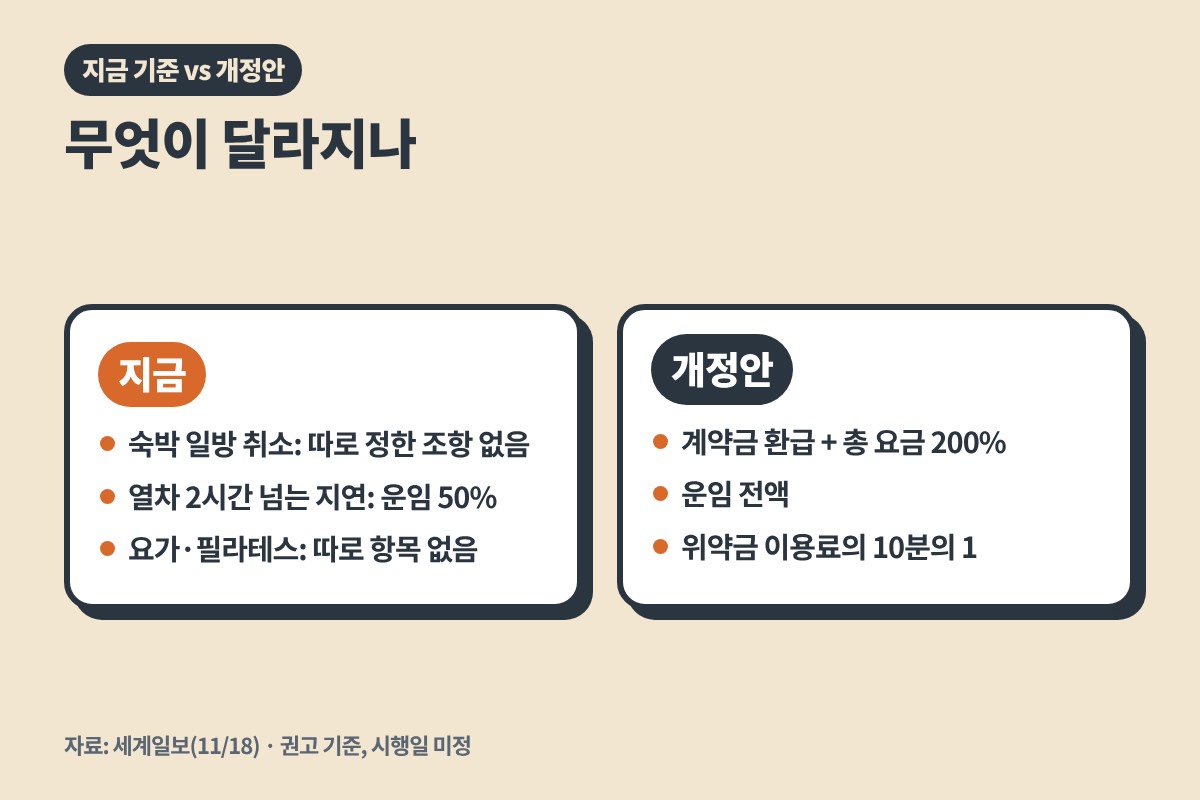 지금 기준 vs 개정안
무엇이 달라지나
지금
숙박 일방 취소: 따로 정한 조항 없음
열차 2시간 넘는 지연: 운임 50%
요가·필라테스: 따로 항목 없음
개정안
계약금 환급 + 총 요금 200%
운임 전액
위약금 이용료의 10분의 1
자료: 세계일보(11/18) · 권고 기준, 시행일 미정